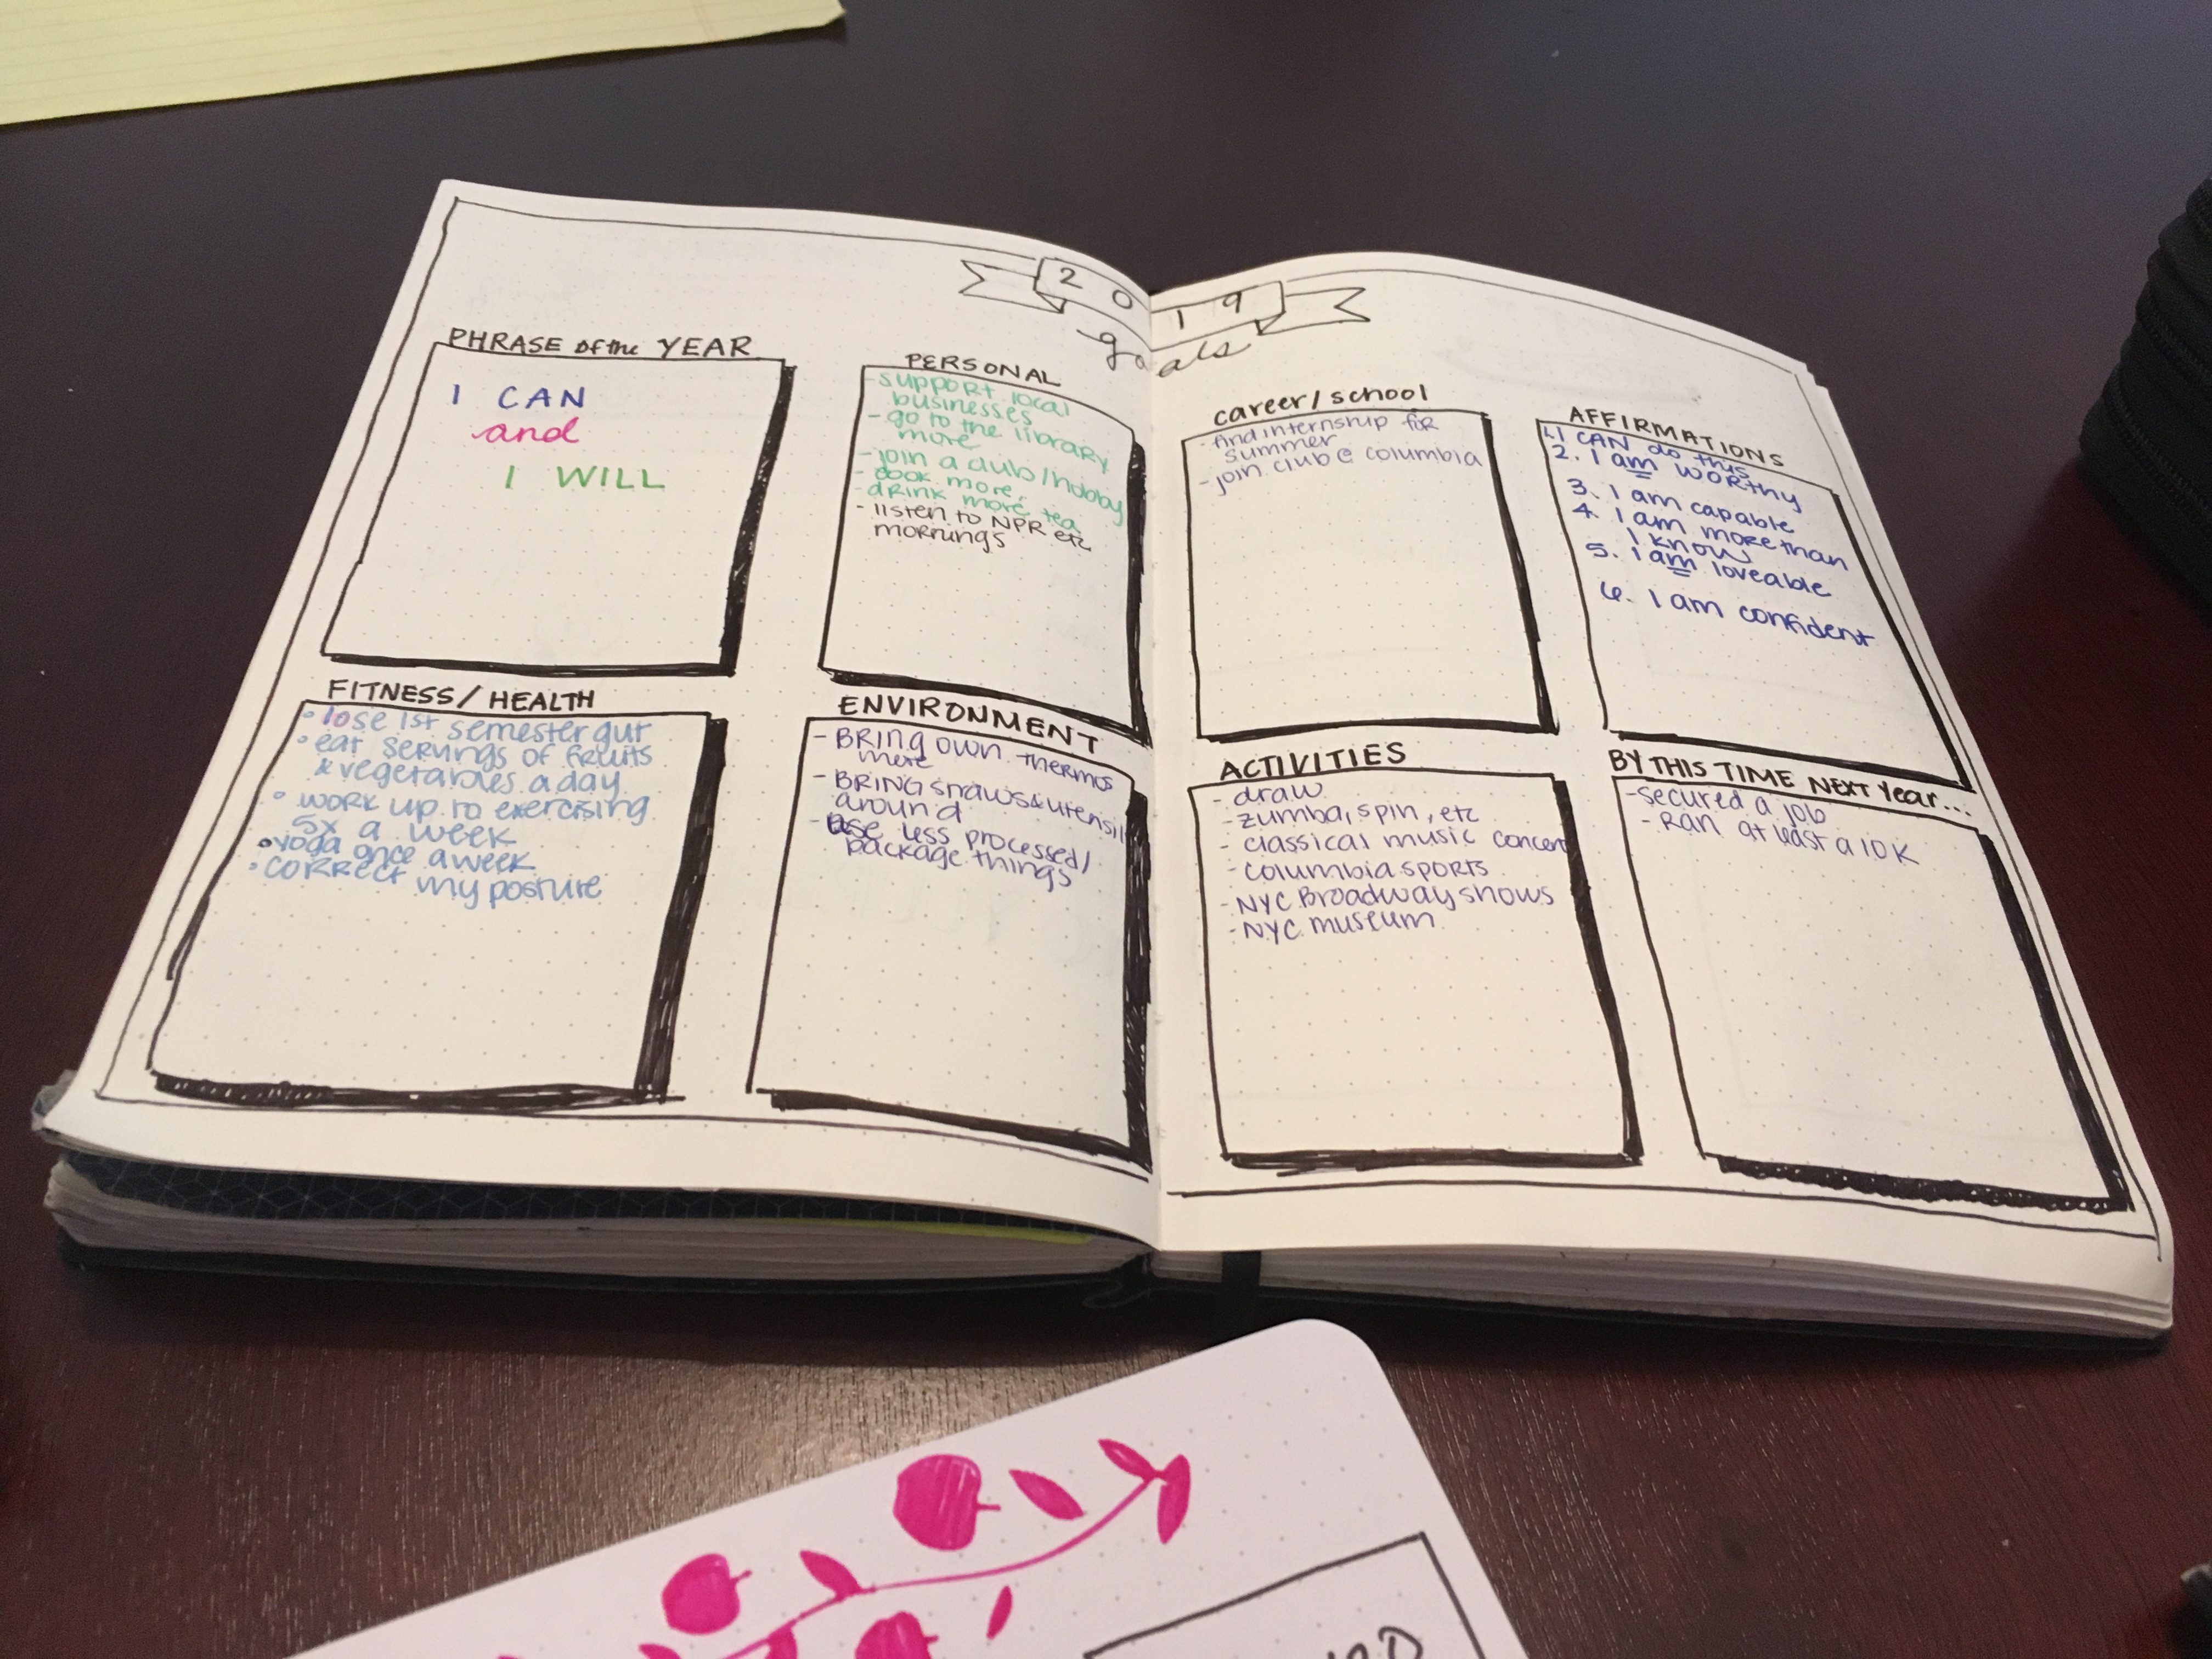 2019
goals
PHRASE of the YEAR
I CAN
and
I WILL
PERSONAL
- support local
businesses
- go to the library
more
- join a club/hobby
- cook more,
- drink more tea
- listen to NPR etc
mornings
FITNESS/HEALTH
• lose 1st semester gut
• eat servings of fruits
& vegetables a day
• work up to exercising
5x a week
• yoga once a week
• correct my posture
ENVIRONMENT
- BRING own thermos
more
- BRING straws & utensil
around
- use less processed/
package things
career/school
- find internship for
summer
- join club @ columbia
AFFIRMATIONS
1. I CAN do this
2. I am worthy
3. I am capable
4. I am more than
I know
5. I am loveable
6. I am confident
ACTIVITIES
- draw
- zumba, spin, etc
- classical music concert
- columbia sports
- NYC Broadway shows
- NYC museum
BY THIS TIME NEXT Year...
- secured a job
- Ran at least a 10K